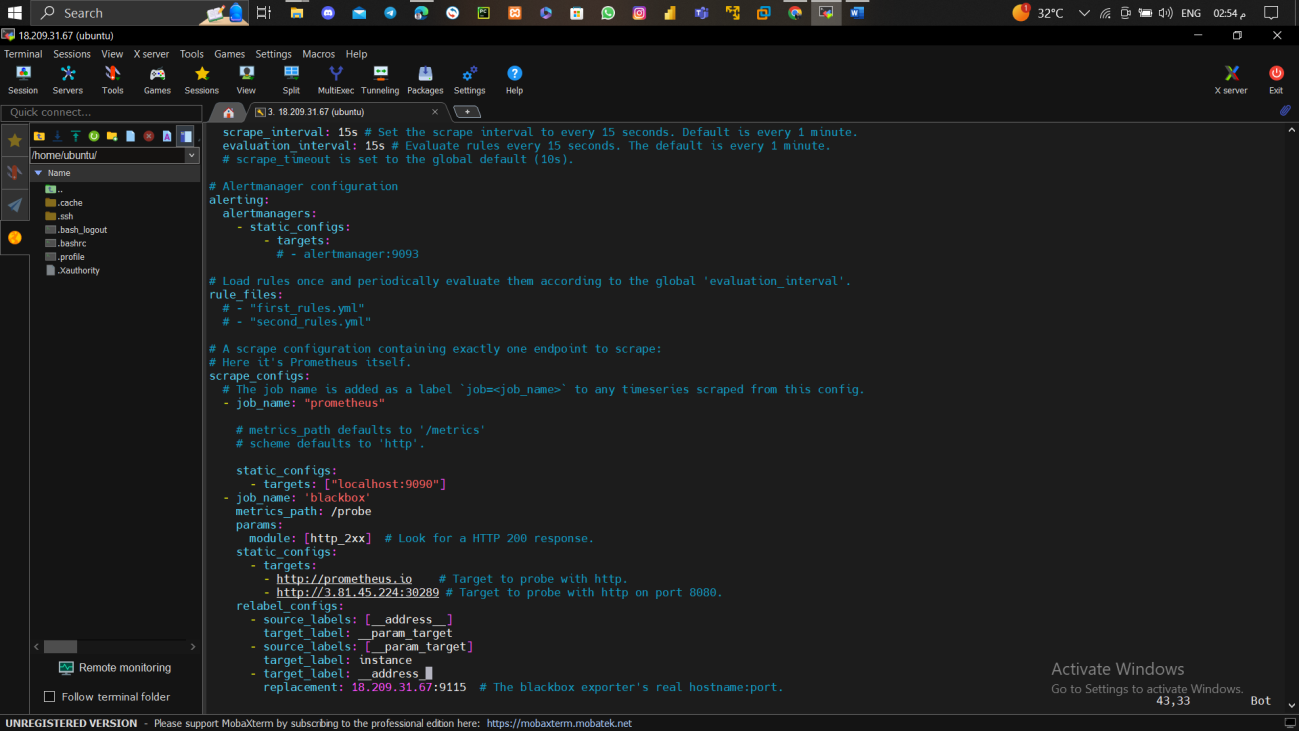 Search
1
32°C
ENG
02:54 م
18.209.31.67 (ubuntu)
Terminal Sessions View X server Tools Games Settings Macros Help
Session Servers Tools Games Sessions View Split MultiExec Tunneling Packages Settings Help X server Exit
Quick connect...
3. 18.209.31.67 (ubuntu)
/home/ubuntu/
Name
..
.cache
.ssh
.bash_logout
.bashrc
.profile
.Xauthority
Remote monitoring
Follow terminal folder
scrape_interval: 15s # Set the scrape interval to every 15 seconds. Default is every 1 minute.
evaluation_interval: 15s # Evaluate rules every 15 seconds. The default is every 1 minute.
# scrape_timeout is set to the global default (10s).
# Alertmanager configuration
alerting:
alertmanagers:
- static_configs:
- targets:
# - alertmanager:9093
# Load rules once and periodically evaluate them according to the global 'evaluation_interval'.
rule_files:
# - "first_rules.yml"
# - "second_rules.yml"
# A scrape configuration containing exactly one endpoint to scrape:
# Here it's Prometheus itself.
scrape_configs:
# The job name is added as a label `job=<job_name>` to any timeseries scraped from this config.
- job_name: "prometheus"
# metrics_path defaults to '/metrics'
# scheme defaults to 'http'.
static_configs:
- targets: ["localhost:9090"]
- job_name: 'blackbox'
metrics_path: /probe
params:
module: [http_2xx]  # Look for a HTTP 200 response.
static_configs:
- targets:
- http://prometheus.io    # Target to probe with http.
- http://3.81.45.224:30289 # Target to probe with http on port 8080.
relabel_configs:
- source_labels: [__address__]
target_label: __param_target
- source_labels: [__param_target]
target_label: instance
- target_label: __address__
replacement: 18.209.31.67:9115  # The blackbox exporter's real hostname:port.
43,33 Bot
Activate Windows
Go to Settings to activate Windows.
UNREGISTERED VERSION - Please support MobaXterm by subscribing to the professional edition here: https://mobaxterm.mobatek.net